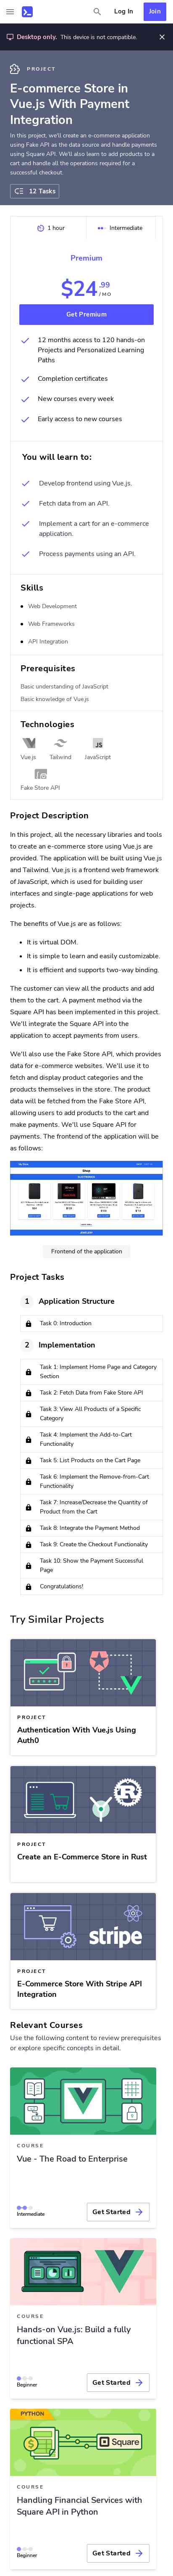 Log In
Join
Desktop only. This device is not compatible.
PROJECT
E-commerce Store in
Vue.js With Payment
Integration
In this project, we'll create an e-commerce application
using Fake API as the data source and handle payments
using Square API. We'll also learn to add products to a
cart and handle all the operations required for a
successful checkout.
12 Tasks
1 hour
Intermediate
Premium
$24.99
/MO
Get Premium
12 months access to 120 hands-on
Projects and Personalized Learning
Paths
Completion certificates
New courses every week
Early access to new courses
You will learn to:
Develop frontend using Vue.js.
Fetch data from an API.
Implement a cart for an e-commerce
application.
Process payments using an API.
Skills
Web Development
Web Frameworks
API Integration
Prerequisites
Basic understanding of JavaScript
Basic knowledge of Vue.js
Technologies
JS
Vue.js
Tailwind
JavaScript
Fake Store API
Project Description
In this project, all the necessary libraries and tools
to create an e-commerce store using Vue.js are
provided. The application will be built using Vue.js
and Tailwind. Vue.js is a frontend web framework
of JavaScript, which is used for building user
interfaces and single-page applications for web
projects.
The benefits of Vue.js are as follows:
It is virtual DOM.
It is simple to learn and easily customizable.
It is efficient and supports two-way binding.
The customer can view all the products and add
them to the cart. A payment method via the
Square API has been implemented in this project.
We'll integrate the Square API into the
application to accept payments from users.
We'll also use the Fake Store API, which provides
data for e-commerce websites. We'll use it to
fetch and display product categories and the
products available in the store. The product
data will be fetched from the Fake Store API,
allowing users to add products to the cart and
make payments. We'll use Square API for
payments. The frontend of the application will be
as follows:
Shop
Frontend of the application
Project Tasks
1 Application Structure
Task 0: Introduction
2 Implementation
Task 1: Implement Home Page and Category
Section
Task 2: Fetch Data from Fake Store API
Task 3: View All Products of a Specific
Category
Task 4: Implement the Add-to-Cart
Functionality
Task 5: List Products on the Cart Page
Task 6: Implement the Remove-from-Cart
Functionality
Task 7: Increase/Decrease the Quantity of
Product from the Cart
Task 8: Integrate the Payment Method
Task 9: Create the Checkout Functionality
Task 10: Show the Payment Successful
Page
Congratulations!
Try Similar Projects
PROJECT
Authentication With Vue.js Using
Auth0
PROJECT
Create an E-Commerce Store in Rust
stripe
PROJECT
E-Commerce Store With Stripe API
Integration
Relevant Courses
Use the following content to review prerequisites
or explore specific concepts in detail.
COURSE
Vue - The Road to Enterprise
Intermediate
Get Started
COURSE
Hands-on Vue.js: Build a fully
functional SPA
Beginner
Get Started
PYTHON
Square
COURSE
Handling Financial Services with
Square API in Python
Beginner
Get Started